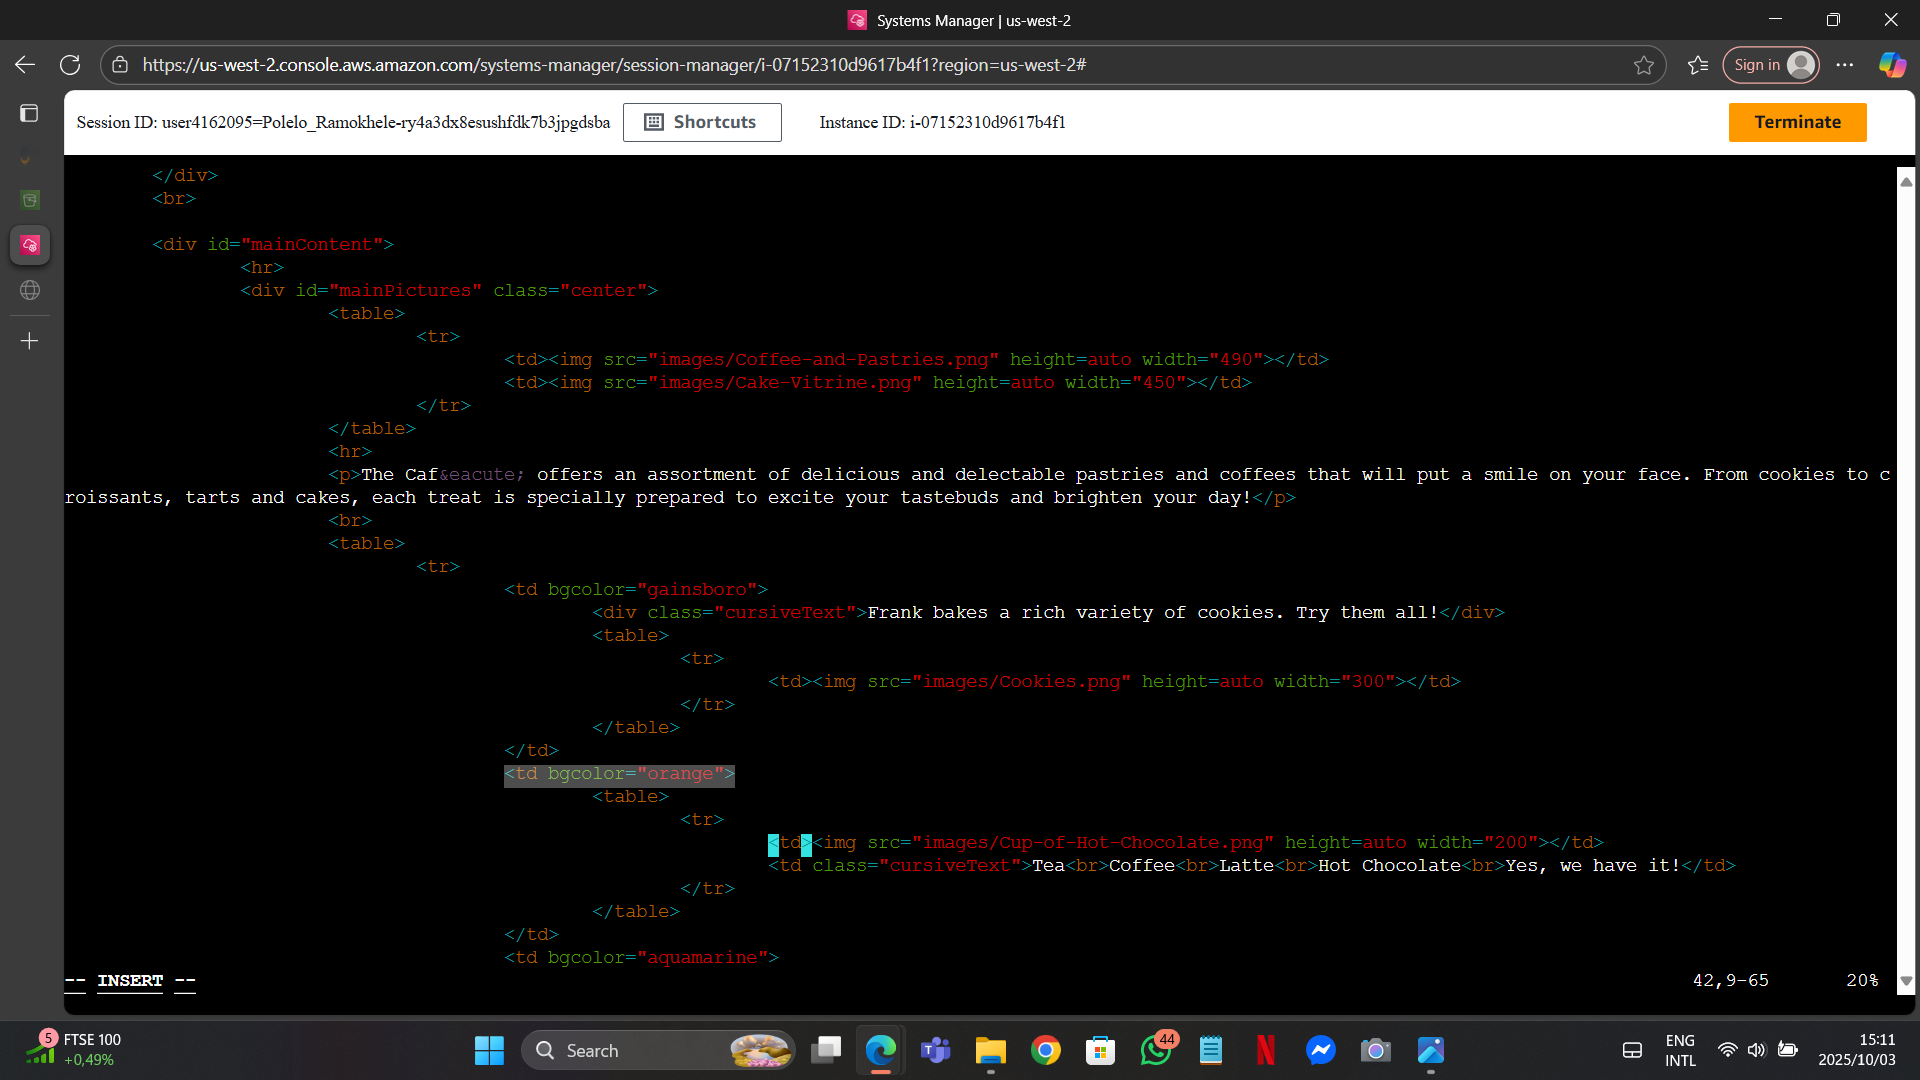 Systems Manager | us-west-2
https://us-west-2.console.aws.amazon.com/systems-manager/session-manager/i-07152310d9617b4f1?region=us-west-2#
Sign in
Session ID: user4162095=Polelo_Ramokhele-ry4a3dx8esushfdk7b3jpgdsba
Shortcuts
Instance ID: i-07152310d9617b4f1
Terminate
</div>
<br>
<div id="mainContent">
<hr>
<div id="mainPictures" class="center">
<table>
<tr>
<td><img src="images/Coffee-and-Pastries.png" height=auto width="490"></td>
<td><img src="images/Cake-Vitrine.png" height=auto width="450"></td>
</tr>
</table>
<hr>
<p>The Caf&eacute; offers an assortment of delicious and delectable pastries and coffees that will put a smile on your face. From cookies to c
roissants, tarts and cakes, each treat is specially prepared to excite your tastebuds and brighten your day!</p>
<br>
<table>
<tr>
<td bgcolor="gainsboro">
<div class="cursiveText">Frank bakes a rich variety of cookies. Try them all!</div>
<table>
<tr>
<td><img src="images/Cookies.png" height=auto width="300"></td>
</tr>
</table>
</td>
<td bgcolor="orange">
<table>
<tr>
<td><img src="images/Cup-of-Hot-Chocolate.png" height=auto width="200"></td>
<td class="cursiveText">Tea<br>Coffee<br>Latte<br>Hot Chocolate<br>Yes, we have it!</td>
</tr>
</table>
</td>
<td bgcolor="aquamarine">
-- INSERT --
42,9-65
20%
5
FTSE 100
+0,49%
Search
44
ENG
INTL
15:11
2025/10/03